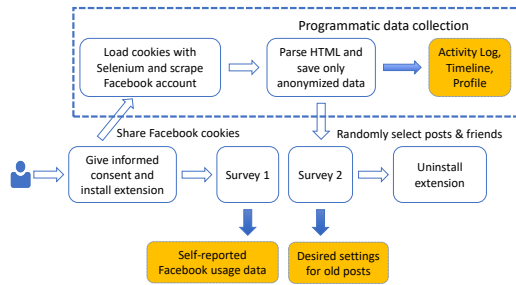 Programmatic data collection
Load cookies with
Selenium and scrape
Facebook account
Parse HTML and
save only
anonymized data
Activity Log,
Timeline,
Profile
Share Facebook cookies
Randomly select posts & friends
Give informed
consent and
install extension
Survey 1
Survey 2
Uninstall
extension
Self-reported
Facebook usage data
Desired settings
for old posts